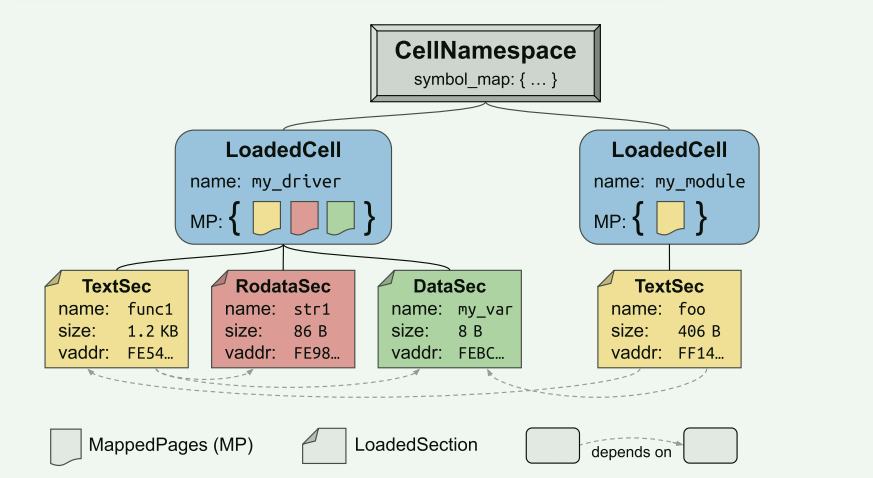 CellNamespace
symbol_map: { … }
LoadedCell
name: my_driver
MP: { }
LoadedCell
name: my_module
MP: { }
TextSec
name: func1
size: 1.2 KB
vaddr: FE54…
RodataSec
name: str1
size: 86 B
vaddr: FE98…
DataSec
name: my_var
size: 8 B
vaddr: FEBC…
TextSec
name: foo
size: 406 B
vaddr: FF14…
MappedPages (MP)
LoadedSection
depends on